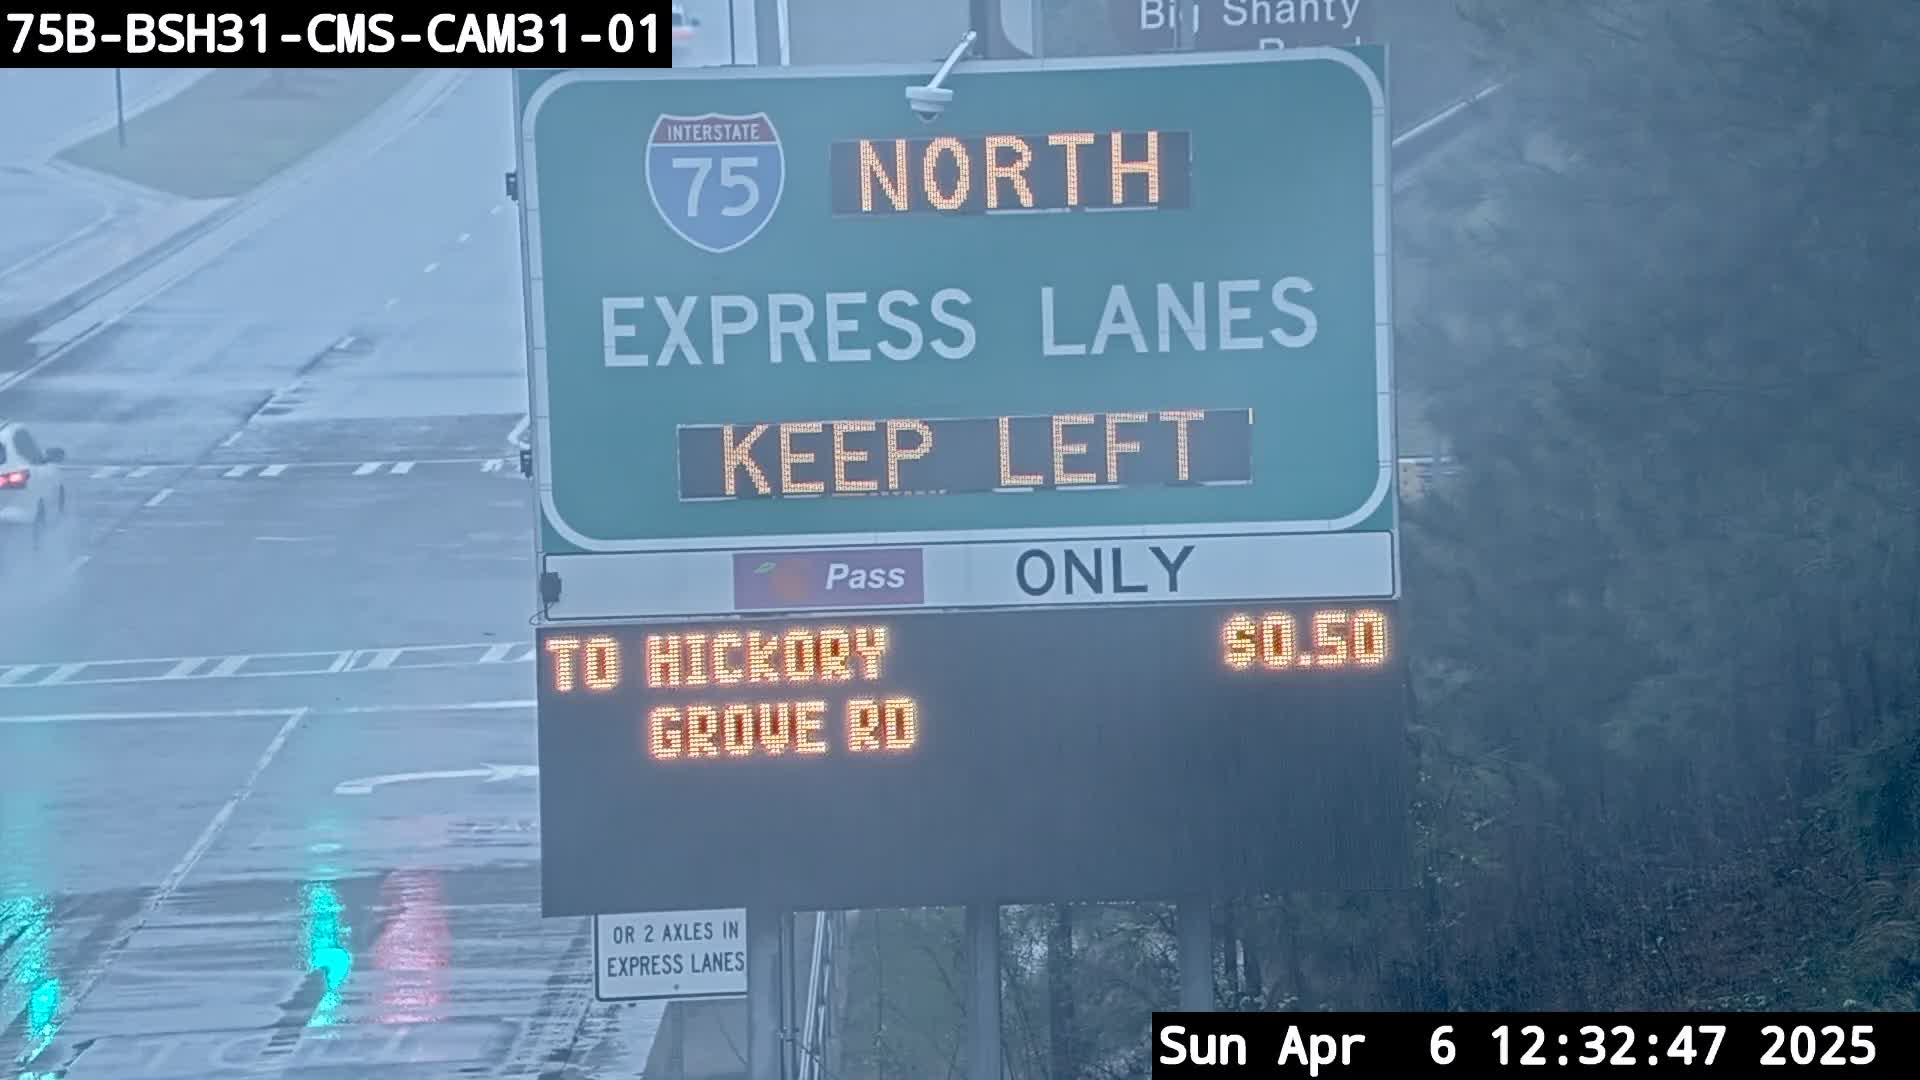 75B-BSH31-CMS-CAM31-01
Big Shanty
INTERSTATE
75
NORTH
EXPRESS LANES
KEEP LEFT
Pass ONLY
TO HICKORY $0.50
GROVE RD
OR 2 AXLES IN
EXPRESS LANES
Sun Apr 6 12:32:47 2025